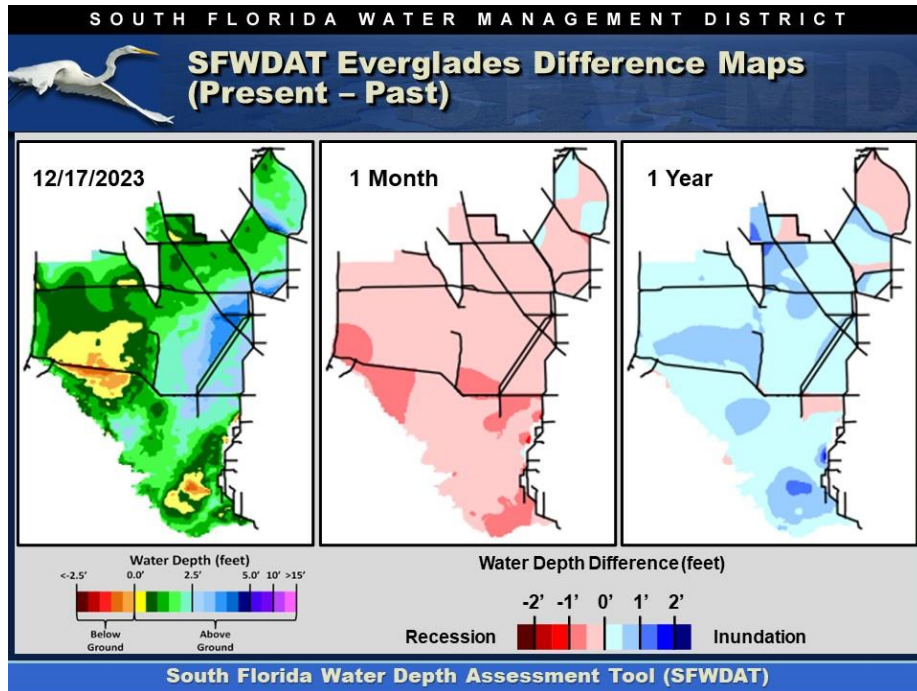 SOUTH FLORIDA WATER MANAGEMENT DISTRICT
SFWDAT Everglades Difference Maps
(Present – Past)
12/17/2023
1 Month
1 Year
Water Depth (feet)
<-2.5' 0.0' 2.5' 5.0' 10' >15'
Below
Ground
Above
Ground
Water Depth Difference (feet)
-2' -1' 0' 1' 2'
Recession
Inundation
South Florida Water Depth Assessment Tool (SFWDAT)